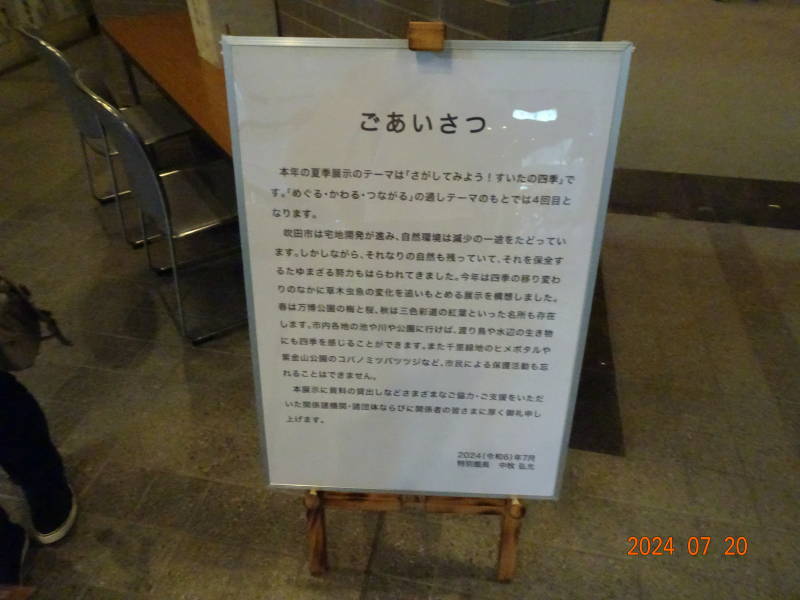 ごあいさつ
本年の夏季展示のテーマは「さがしてみよう!すいたの四季」で
す。「めぐる・かわる・つながる」の通しテーマのもとでは4回目と
なります。
吹田市は宅地開発が進み、自然環境は減少の一途をたどってい
ます。しかしながら、それなりの自然も残っていて、それを保全す
るたゆまざる努力もはらわれてきました。今年は四季の移り変わ
りのなかに草木虫魚の変化を追いもとめる展示を構想しました。
春は万博公園の梅と桜、秋は三色彩道の紅葉といった名所も存在
します。市内各地の池や川や公園に行けば、渡り鳥や水辺の生き物
にも四季を感じることができます。また千里緑地のヒメボタルや
紫金山公園のコバノミツバツツジなど、市民による保護活動も忘
れることはできません。
本展示に資料の貸出しなどさまざまなご協力・ご支援をいただ
いた関係諸機関・諸団体ならびに関係者の皆さまに厚く御礼申し
上げます。
2024(令和6)年7月
特別館長 中牧 弘允
2024 07 20